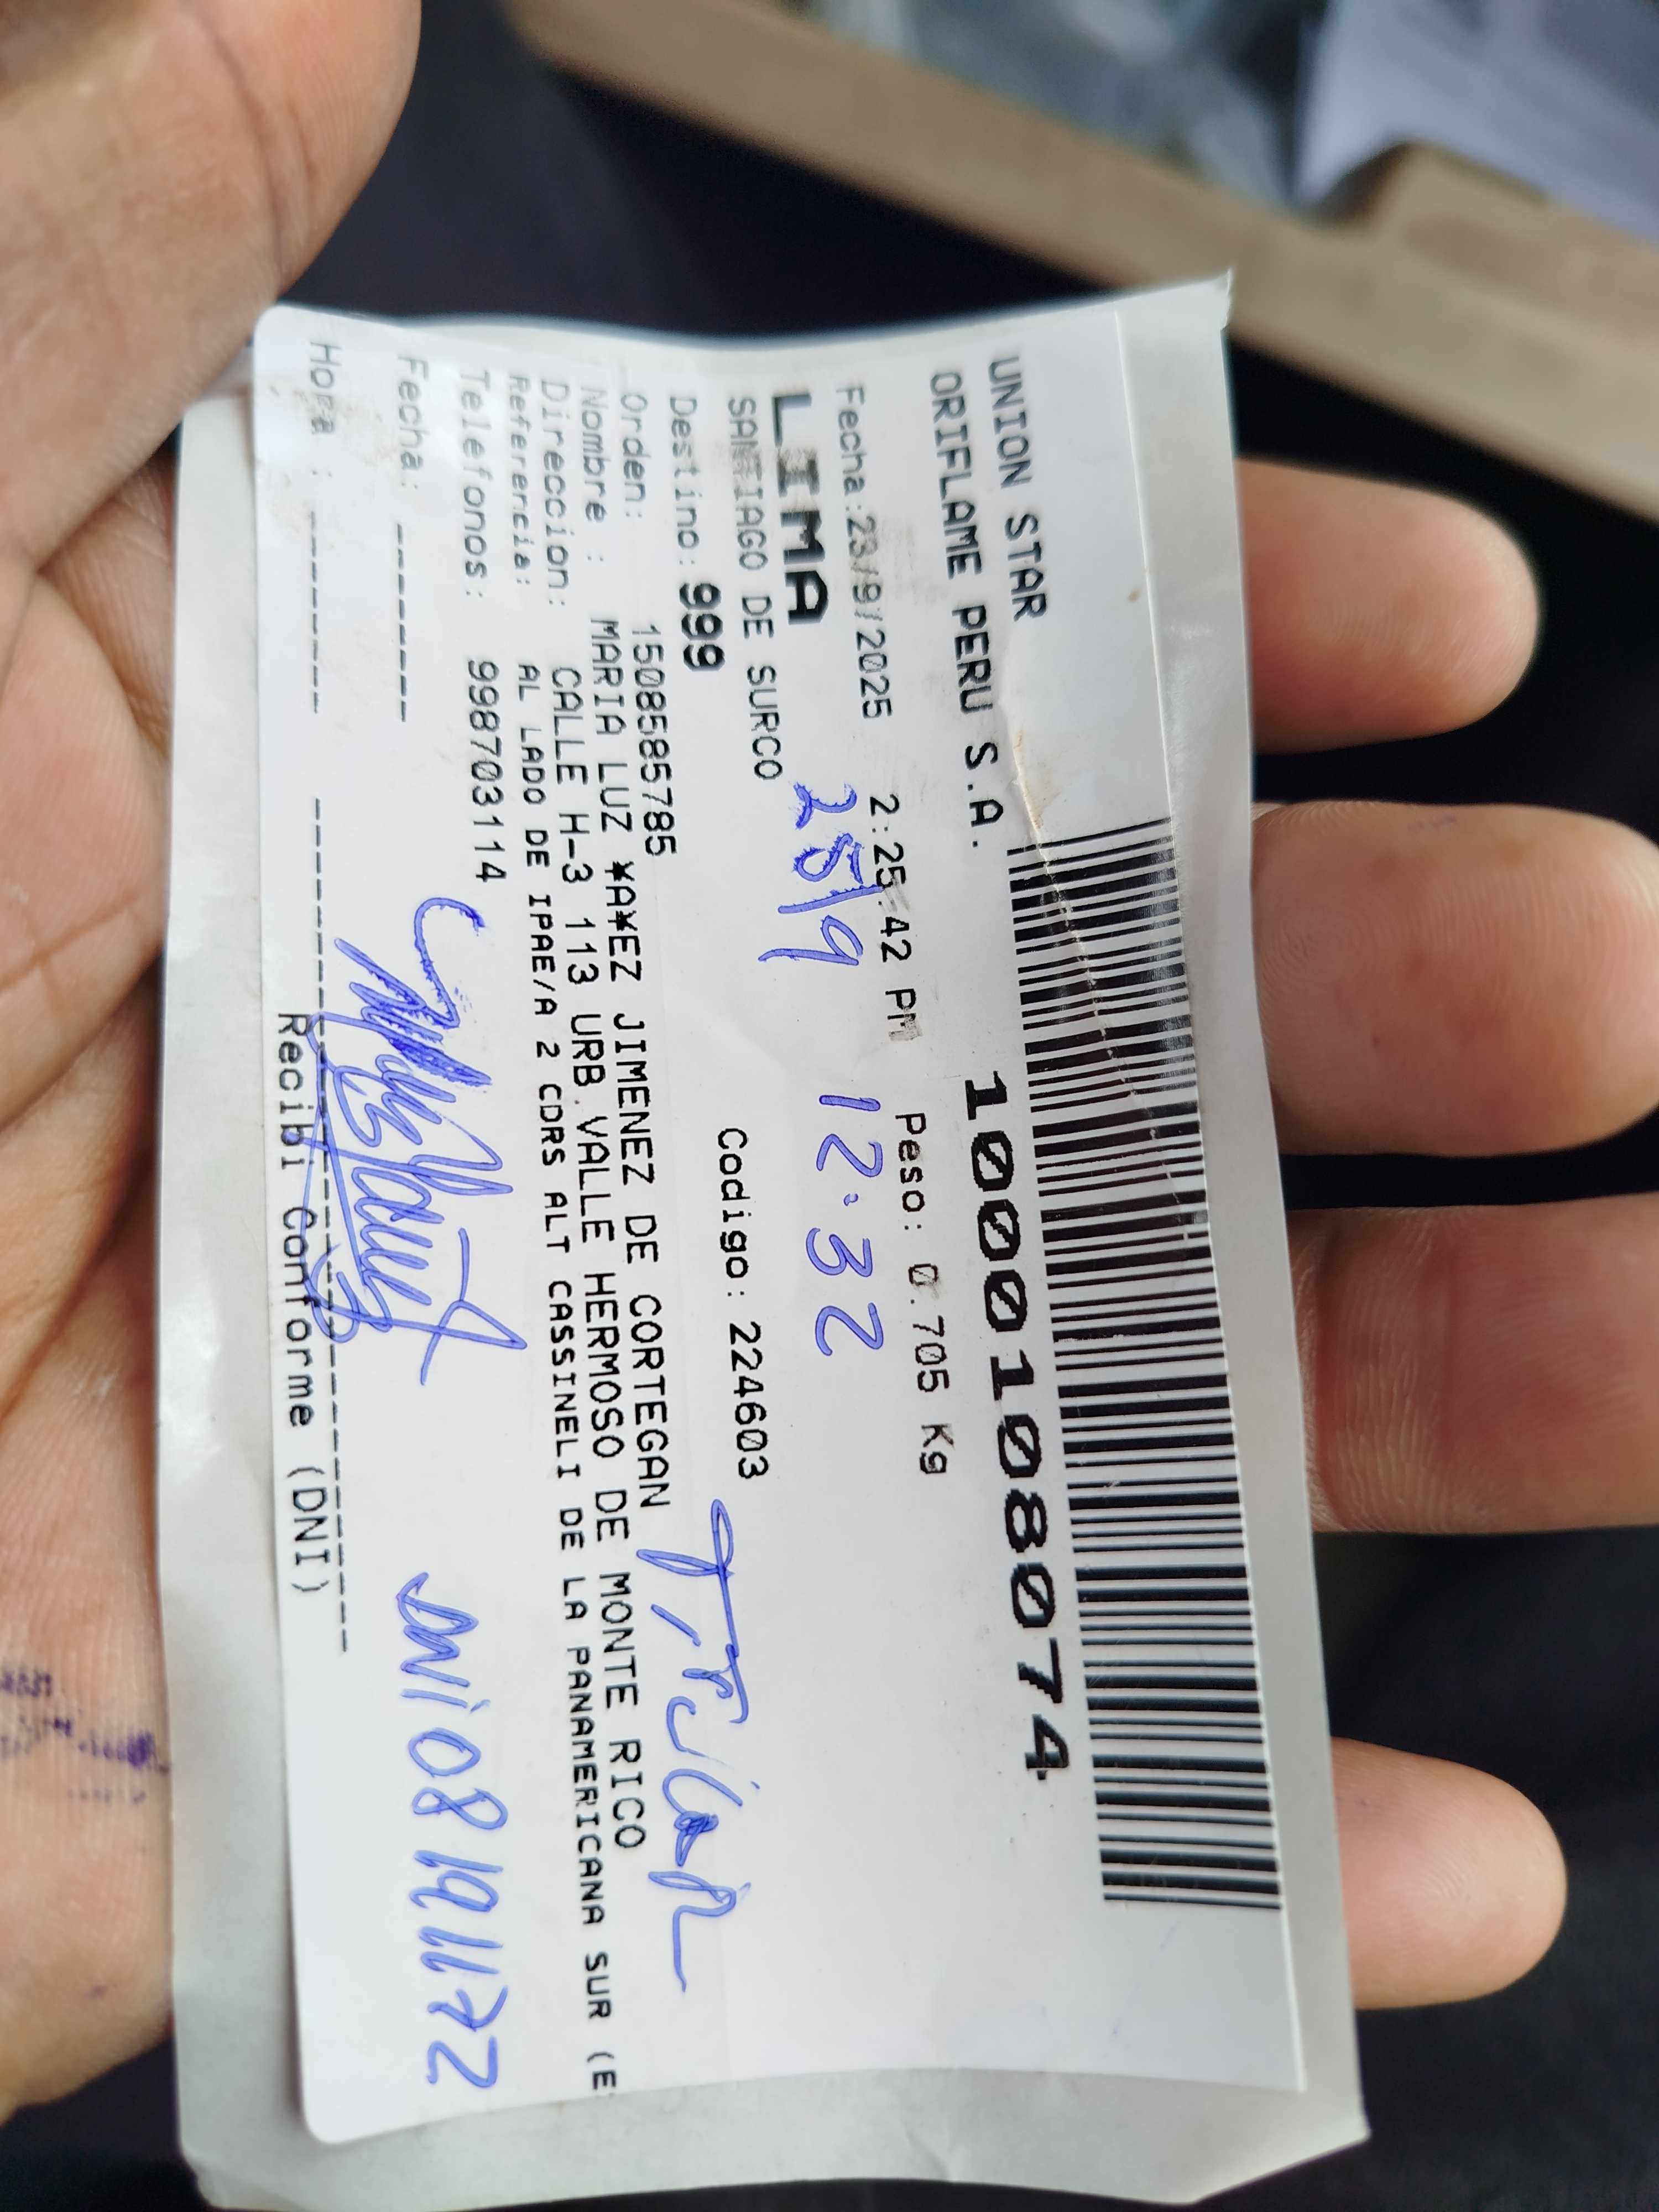 UNION STAR
ORIFLAME PERU S.A.
1000108074
Fecha:23/9/2025 2:25:42 PM Peso: 0.705 Kg
LIMA
25/9 12:32
SANTIAGO DE SURCO
Destino: 999 Codigo: 224603
Titular
Orden: 1508585785
Nombre : MARIA LUZ ¥A¥EZ JIMENEZ DE CORTEGAN
Direccion: CALLE H-3 113 URB.VALLE HERMOSO DE MONTE RICO
Referencia: AL LADO DE IPAE/A 2 CDRS ALT CASSINELI DE LA PANAMERICANA SUR (E
Telefonos: 998703114
Fecha: --------
DNI 08191172
Hora : --------
Recibi Conforme (DNI)